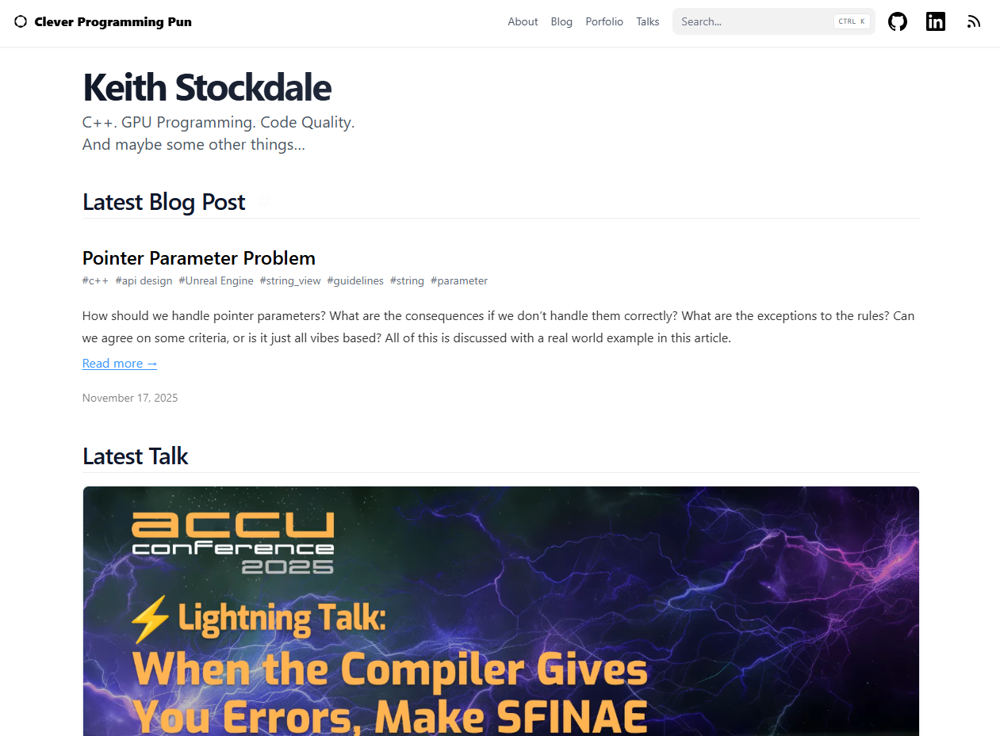 Clever Programming Pun
About Blog Porfolio Talks Search... CTRL K
Keith Stockdale
C++. GPU Programming. Code Quality.
And maybe some other things...
Latest Blog Post
Pointer Parameter Problem
#c++ #api design #Unreal Engine #string_view #guidelines #string #parameter
How should we handle pointer parameters? What are the consequences if we don't handle them correctly? What are the exceptions to the rules? Can
we agree on some criteria, or is it just all vibes based? All of this is discussed with a real world example in this article.
Read more →
November 17, 2025
Latest Talk
accu
conference
2025
⚡ Lightning Talk:
When the Compiler Gives
You Errors, Make SFINAE